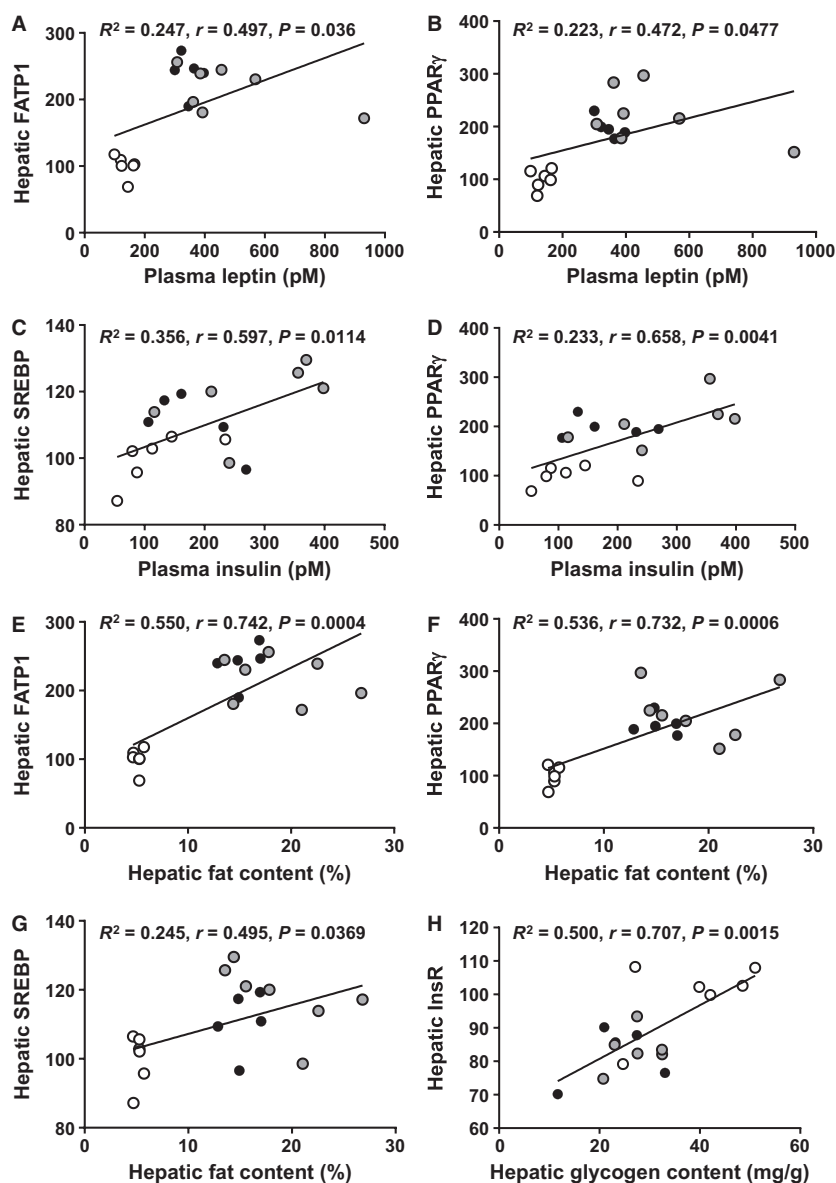 A
R² = 0.247, r = 0.497, P = 0.036
Hepatic FATP1
300
200
100
0
0 200 400 600 800 1000
Plasma leptin (pM)
B
R² = 0.223, r = 0.472, P = 0.0477
Hepatic PPARγ
400
300
200
100
0
0 200 400 600 800 1000
Plasma leptin (pM)
C
R² = 0.356, r = 0.597, P = 0.0114
Hepatic SREBP
140
120
100
80
0 100 200 300 400 500
Plasma insulin (pM)
D
R² = 0.233, r = 0.658, P = 0.0041
Hepatic PPARγ
400
300
200
100
0
0 100 200 300 400 500
Plasma insulin (pM)
E
R² = 0.550, r = 0.742, P = 0.0004
Hepatic FATP1
300
200
100
0
0 10 20 30
Hepatic fat content (%)
F
R² = 0.536, r = 0.732, P = 0.0006
Hepatic PPARγ
400
300
200
100
0
0 10 20 30
Hepatic fat content (%)
G
R² = 0.245, r = 0.495, P = 0.0369
Hepatic SREBP
140
120
100
80
0 10 20 30
Hepatic fat content (%)
H
R² = 0.500, r = 0.707, P = 0.0015
Hepatic InsR
120
110
100
90
80
70
60
0 20 40 60
Hepatic glycogen content (mg/g)